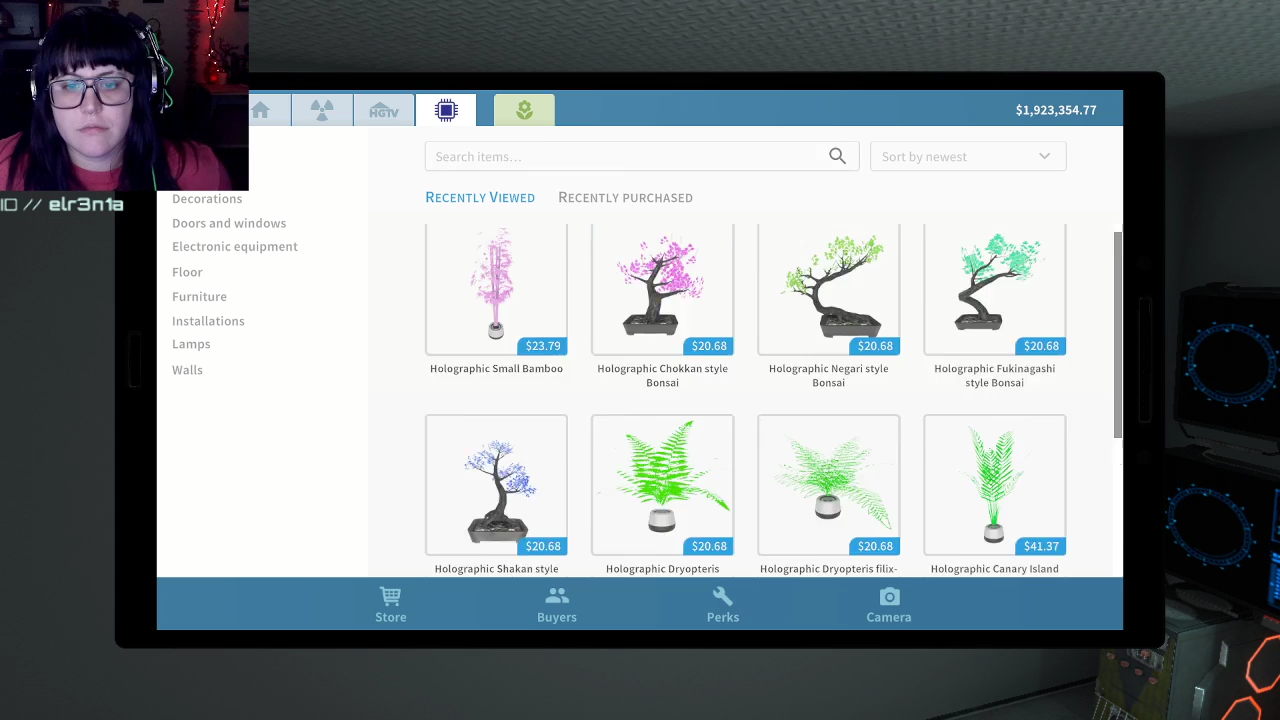 HGTV
$1,923,354.77
Search items...
Sort by newest
RECENTLY VIEWED
RECENTLY PURCHASED
ID // elr3n1a
Decorations
Doors and windows
Electronic equipment
Floor
Furniture
Installations
Lamps
Walls
$23.79
$20.68
$20.68
$20.68
Holographic Small Bamboo
Holographic Chokkan style
Bonsai
Holographic Negari style
Bonsai
Holographic Fukinagashi
style Bonsai
$20.68
$20.68
$20.68
$41.37
Holographic Shakan style
Holographic Dryopteris
Holographic Dryopteris filix-
Holographic Canary Island
Store
Buyers
Perks
Camera